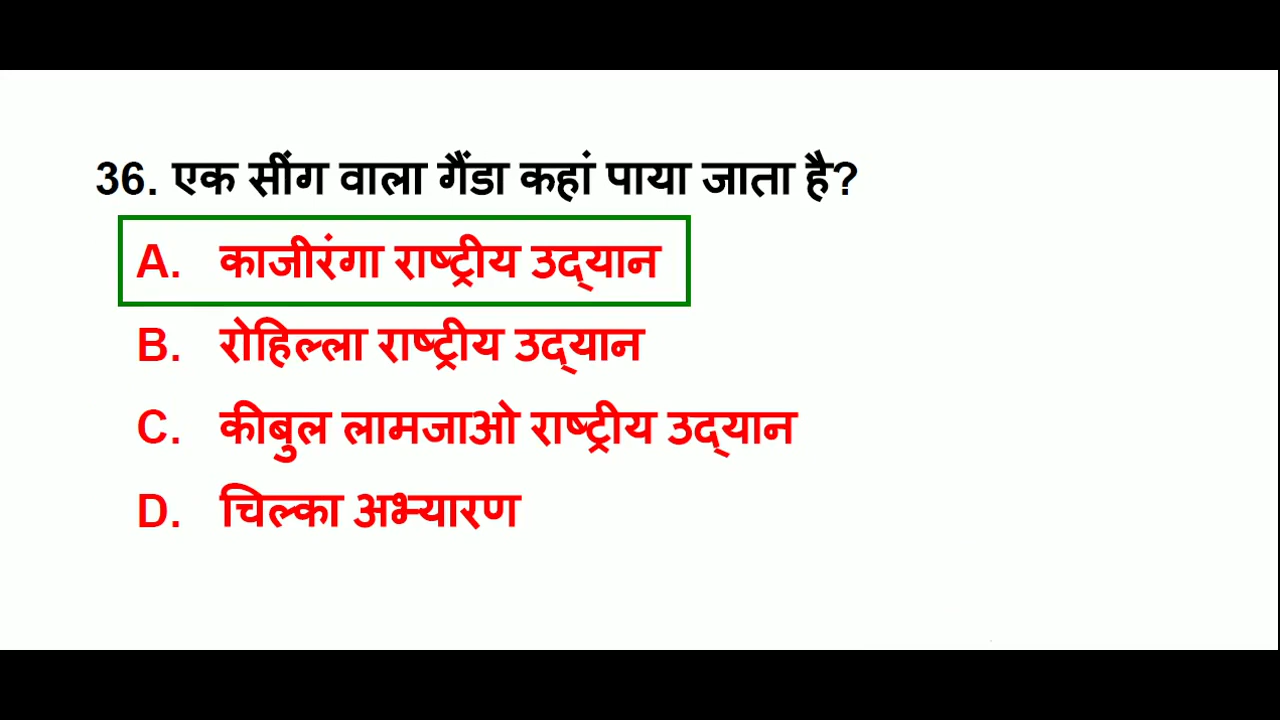 36. एक सींग वाला गैंडा कहां पाया जाता है?
A. काजीरंगा राष्ट्रीय उद्यान
B. रोहिल्ला राष्ट्रीय उद्यान
C. कीबुल लामजाओ राष्ट्रीय उद्यान
D. चिल्का अभ्यारण